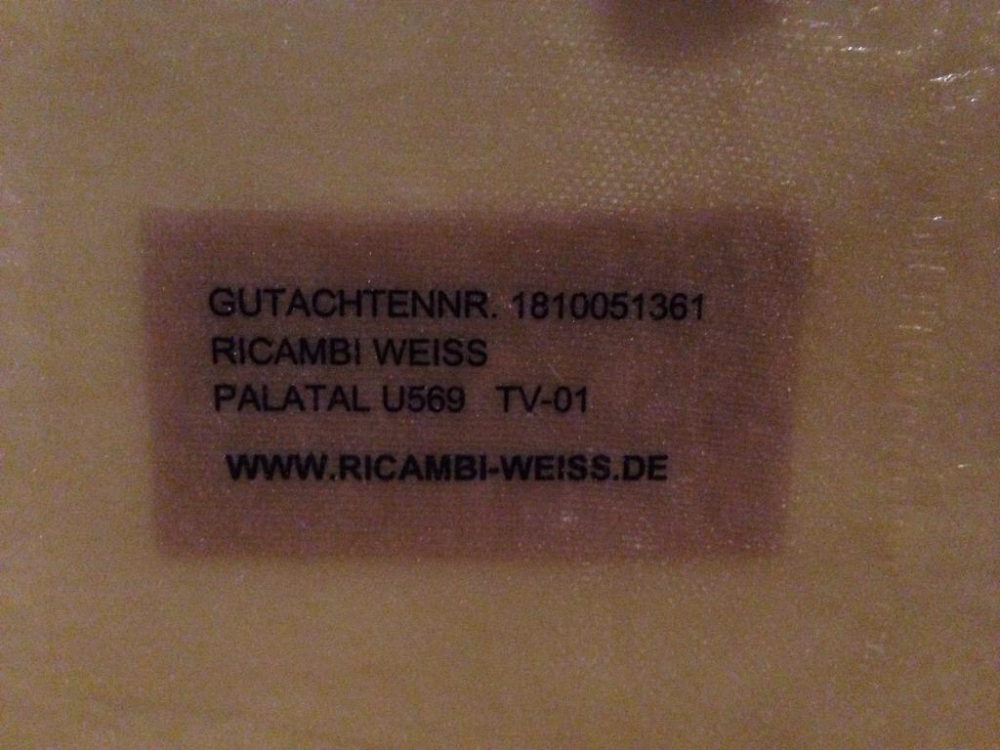 GUTACHTENNR. 1810051361
RICAMBI WEISS
PALATAL U569 TV-01
WWW.RICAMBI-WEISS.DE